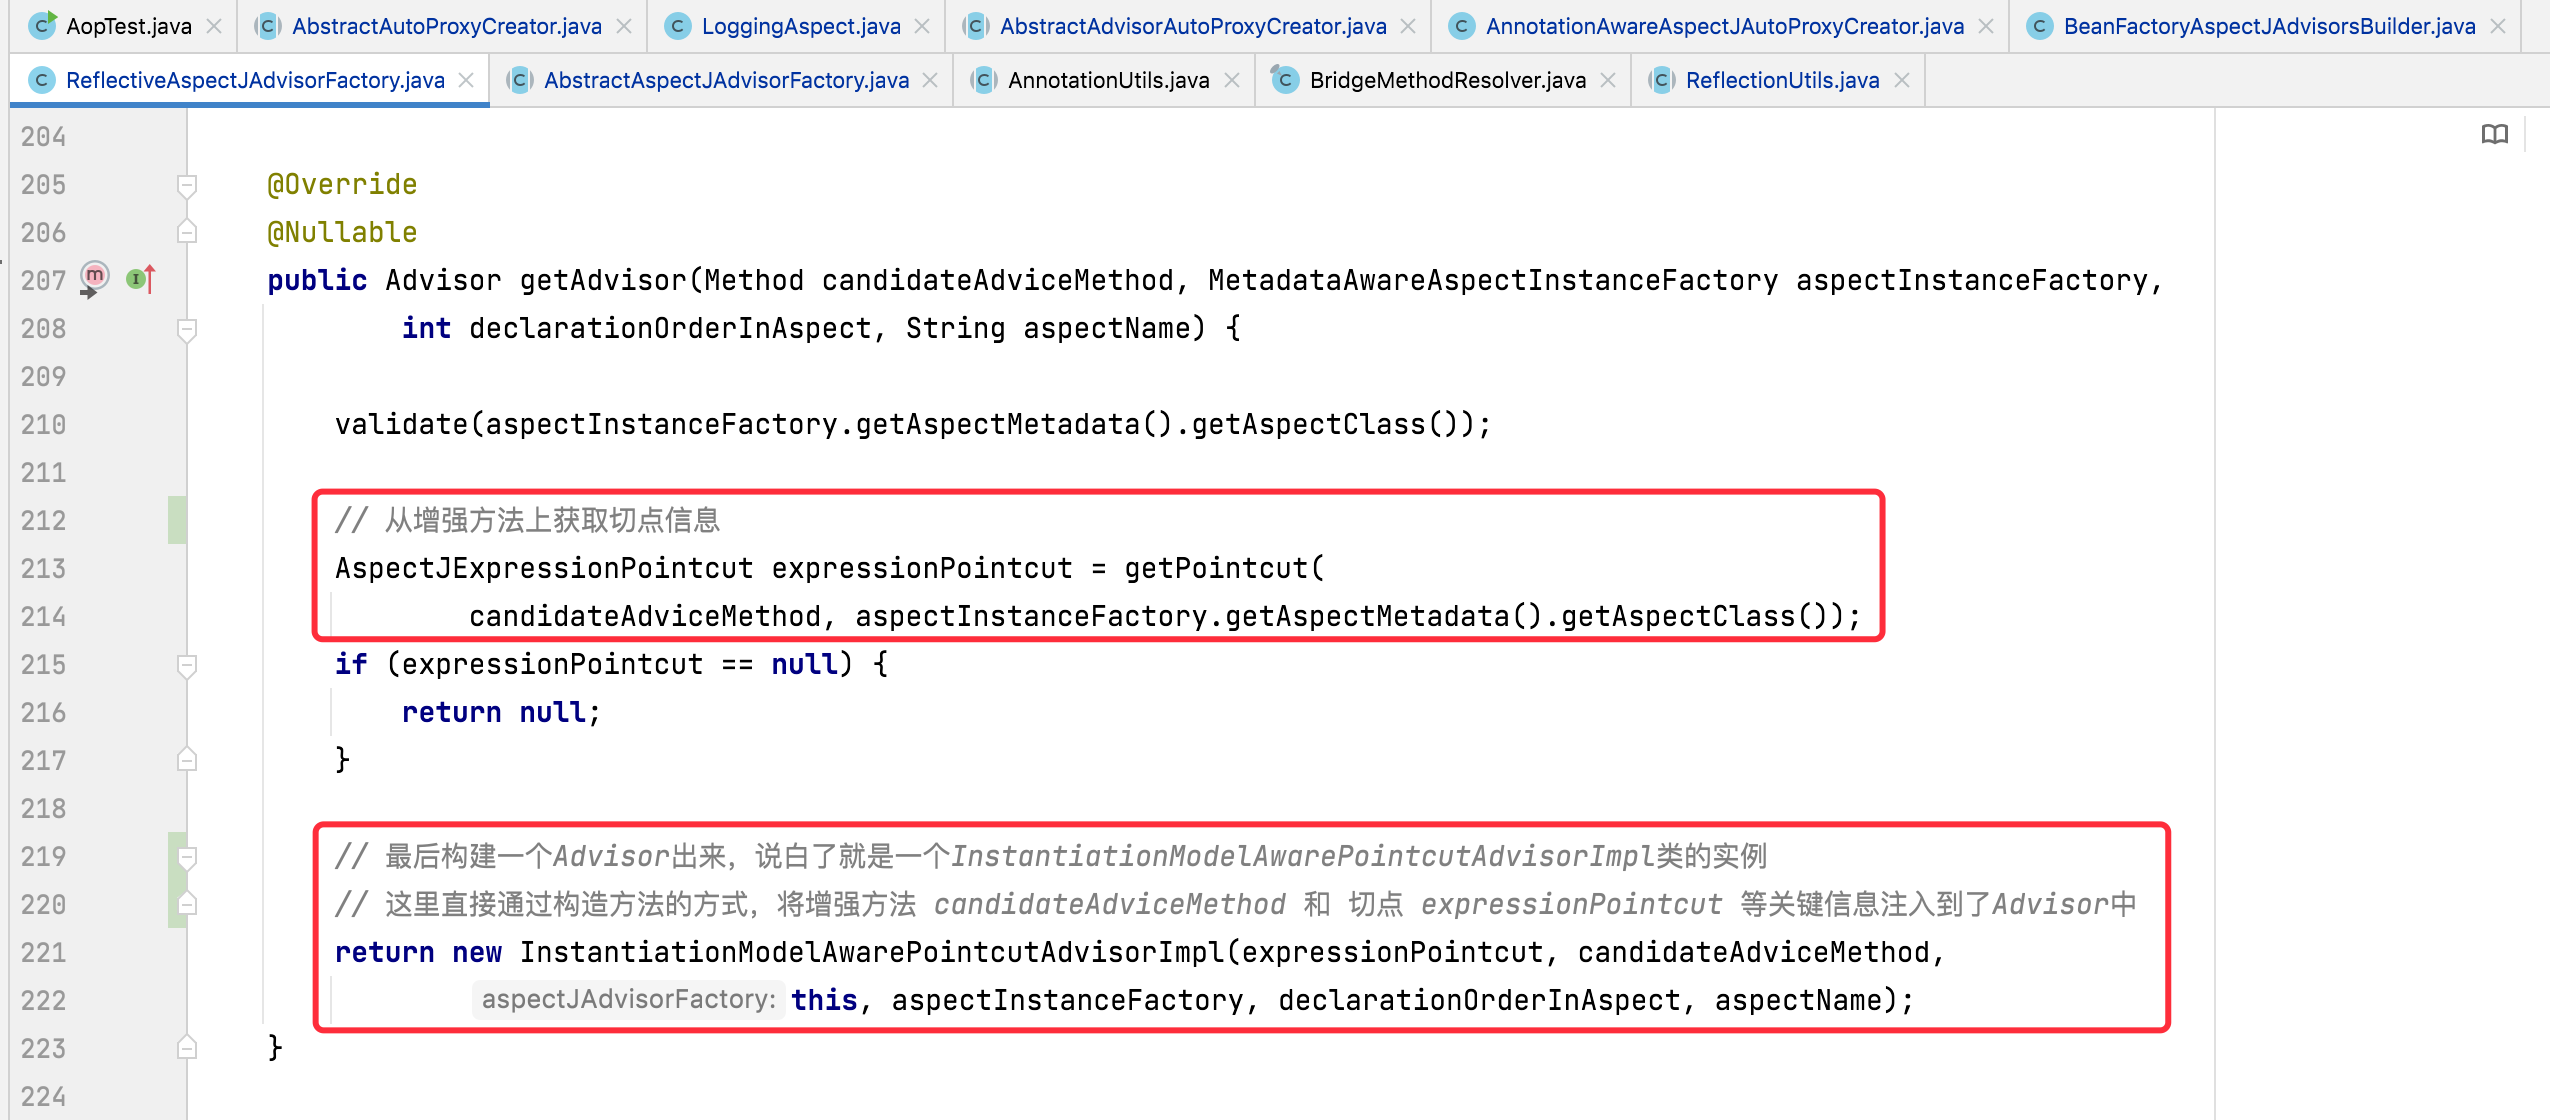 AopTest.java AbstractAutoProxyCreator.java LoggingAspect.java AbstractAdvisorAutoProxyCreator.java AnnotationAwareAspectJAutoProxyCreator.java BeanFactoryAspectJAdvisorsBuilder.java
ReflectiveAspectJAdvisorFactory.java AbstractAspectJAdvisorFactory.java AnnotationUtils.java BridgeMethodResolver.java ReflectionUtils.java
204
205 @Override
206 @Nullable
207 public Advisor getAdvisor(Method candidateAdviceMethod, MetadataAwareAspectInstanceFactory aspectInstanceFactory,
208 int declarationOrderInAspect, String aspectName) {
209
210 validate(aspectInstanceFactory.getAspectMetadata().getAspectClass());
211
212 // 从增强方法上获取切点信息
213 AspectJExpressionPointcut expressionPointcut = getPointcut(
214 candidateAdviceMethod, aspectInstanceFactory.getAspectMetadata().getAspectClass());
215 if (expressionPointcut == null) {
216 return null;
217 }
218
219 // 最后构建一个Advisor出来，说白了就是一个InstantiationModelAwarePointcutAdvisorImpl类的实例
220 // 这里直接通过构造方法的方式，将增强方法 candidateAdviceMethod 和 切点 expressionPointcut 等关键信息注入到了Advisor中
221 return new InstantiationModelAwarePointcutAdvisorImpl(expressionPointcut, candidateAdviceMethod,
222 aspectJAdvisorFactory: this, aspectInstanceFactory, declarationOrderInAspect, aspectName);
223 }
224